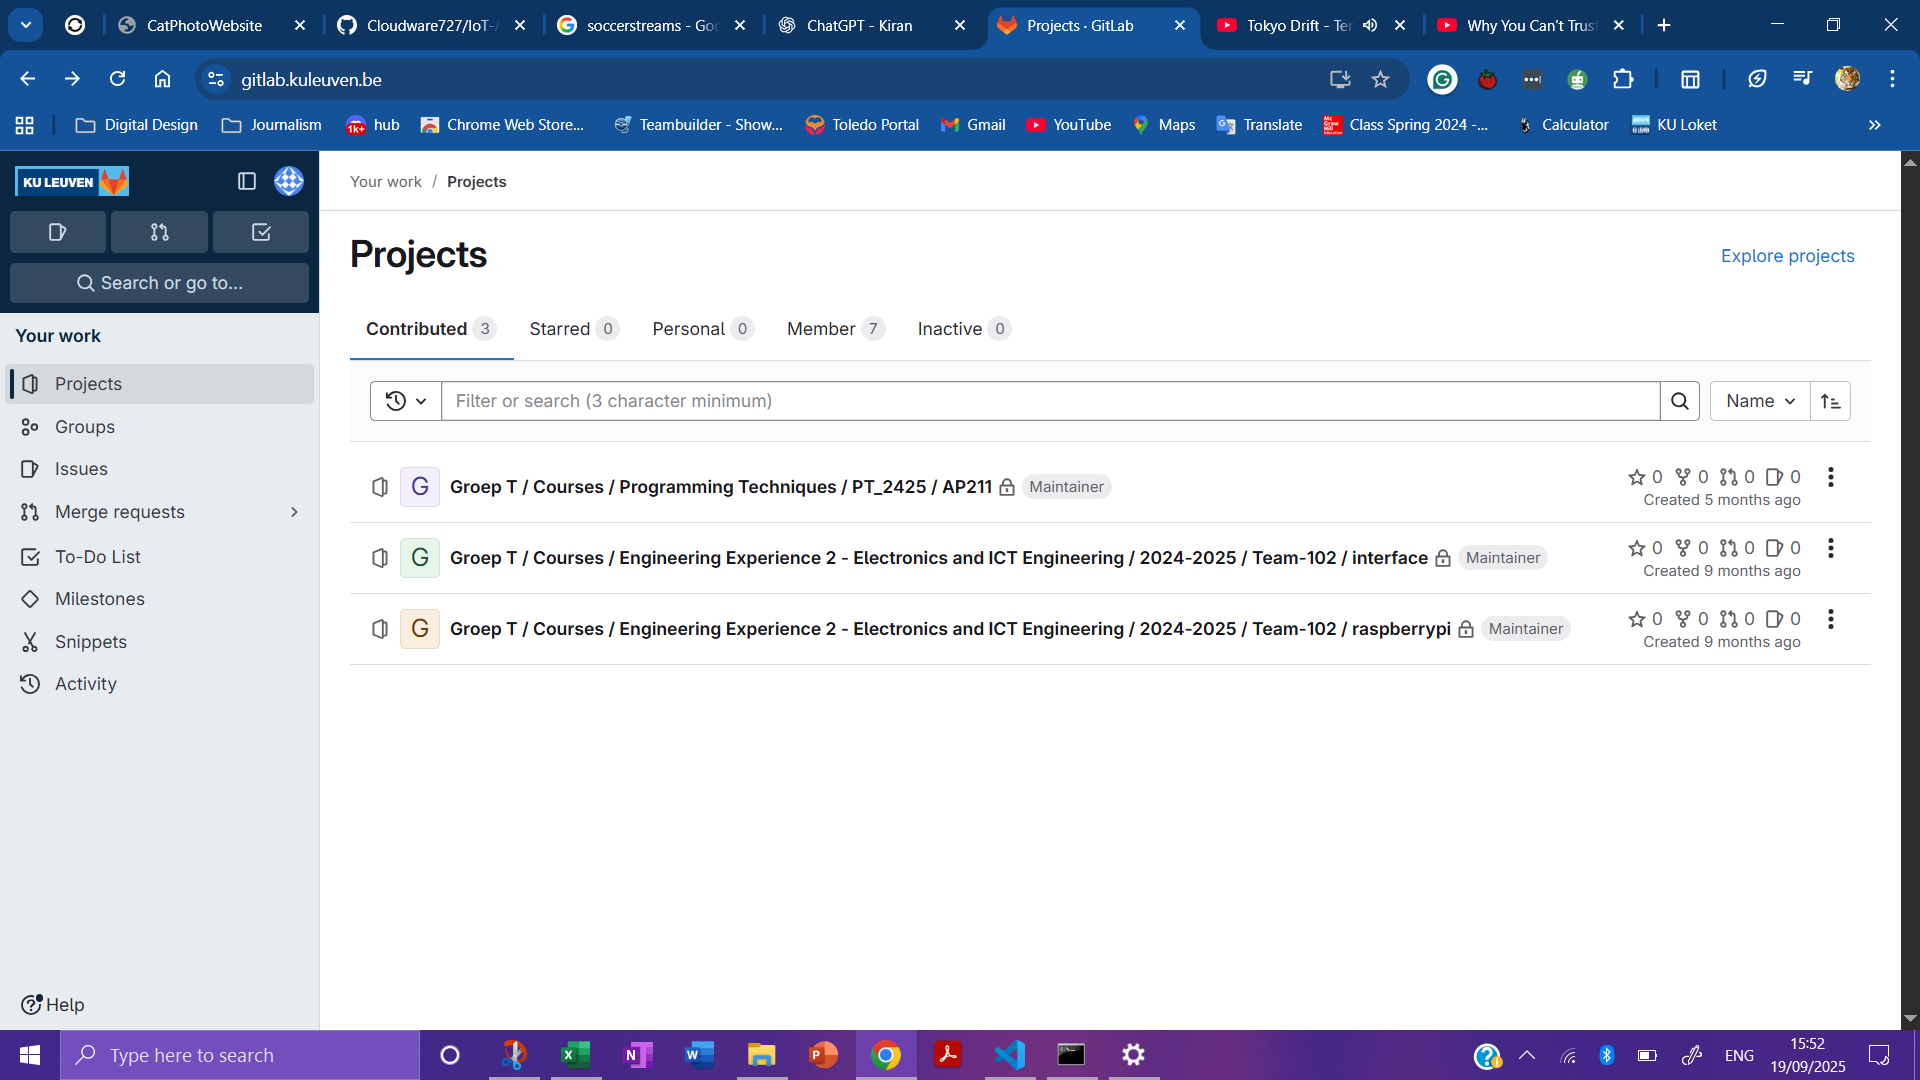 CatPhotoWebsite
Cloudware727/IoT-
soccerstreams - Goo
ChatGPT - Kiran
Projects · GitLab
Tokyo Drift - Ter
Why You Can't Trus
gitlab.kuleuven.be
Digital Design
Journalism
1k+
hub
Chrome Web Store...
Teambuilder - Show...
Toledo Portal
Gmail
YouTube
Maps
Translate
Class Spring 2024 -...
Calculator
KU Loket
KU LEUVEN
Search or go to...
Your work
Projects
Groups
Issues
Merge requests
To-Do List
Milestones
Snippets
Activity
Help
Your work / Projects
Projects
Explore projects
Contributed 3
Starred 0
Personal 0
Member 7
Inactive 0
Filter or search (3 character minimum)
Name
G
Groep T / Courses / Programming Techniques / PT_2425 / AP211
Maintainer
0 0 0 0
Created 5 months ago
G
Groep T / Courses / Engineering Experience 2 - Electronics and ICT Engineering / 2024-2025 / Team-102 / interface
Maintainer
0 0 0 0
Created 9 months ago
G
Groep T / Courses / Engineering Experience 2 - Electronics and ICT Engineering / 2024-2025 / Team-102 / raspberrypi
Maintainer
0 0 0 0
Created 9 months ago
Type here to search
ENG
15:52
19/09/2025